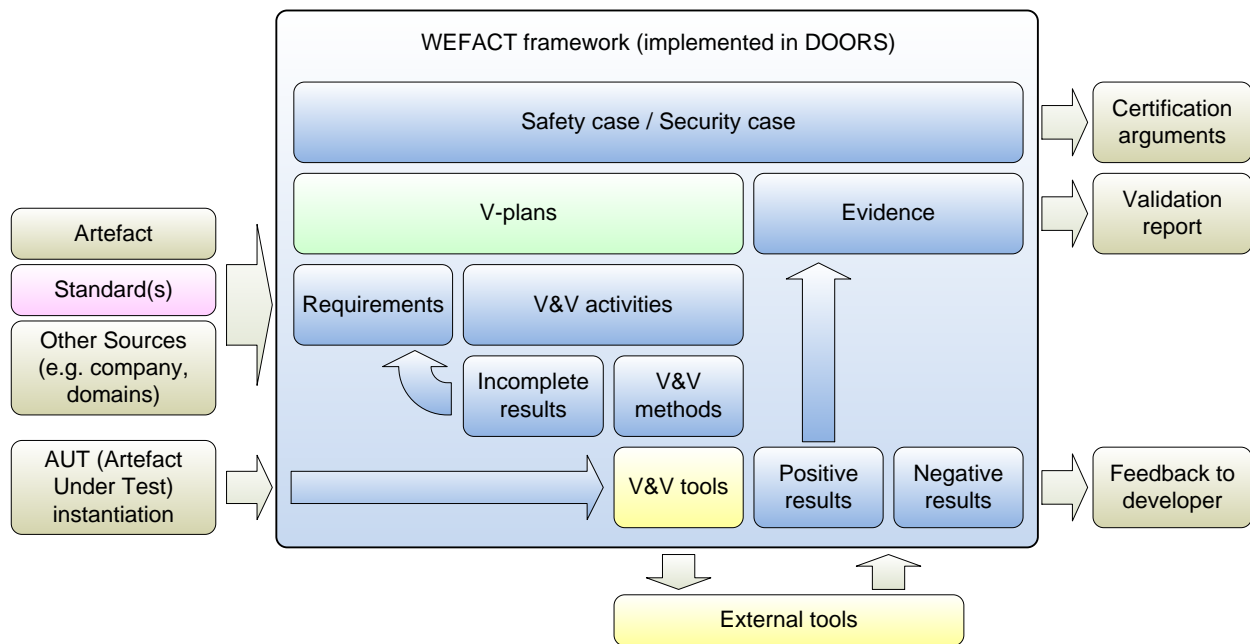 WEFACT framework (implemented in DOORS)
Safety case / Security case
Certification
arguments
V-plans
Evidence
Validation
report
Artefact
Standard(s)
Other Sources
(e.g. company,
domains)
Requirements
V&V activities
Incomplete
results
V&V
methods
AUT (Artefact
Under Test)
instantiation
V&V tools
Positive
results
Negative
results
Feedback to
developer
External tools